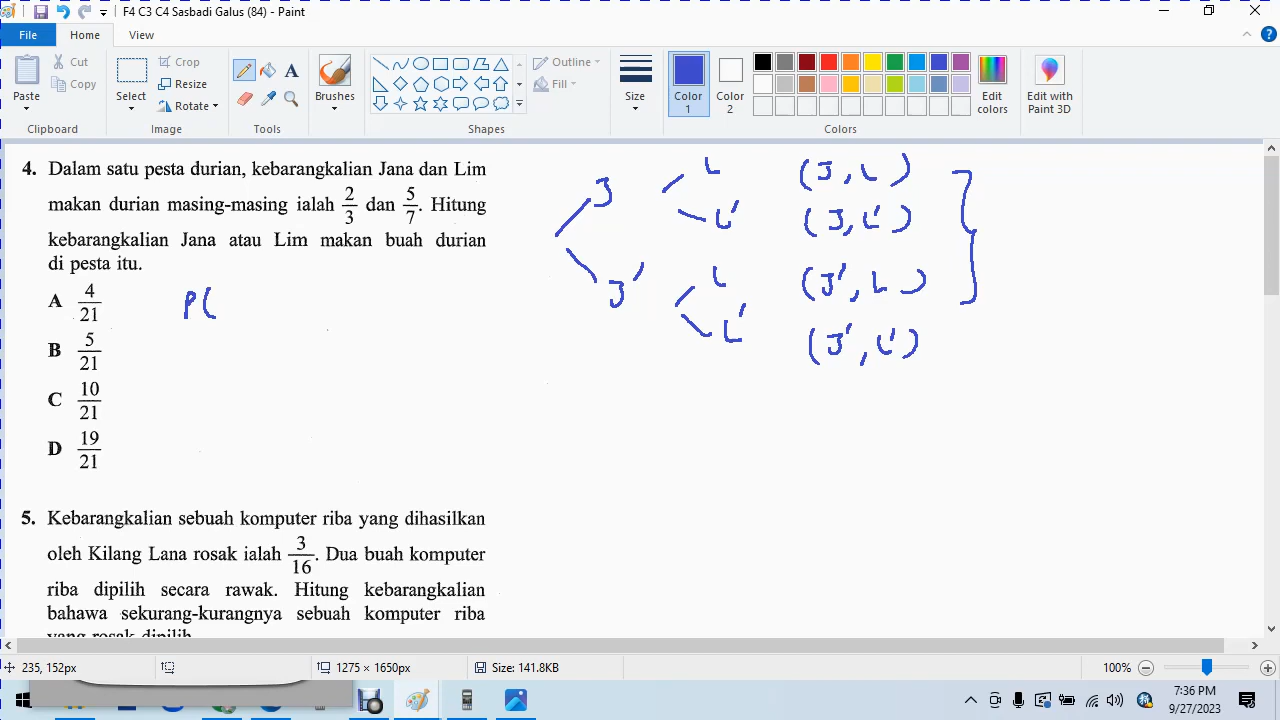 F4 C3 C4 Sasbadi Galus (84) - Paint
File Home View
Paste Cut Copy Clipboard
Select Crop Resize Rotate Image
Tools
Brushes
Outline Fill Shapes
Size
Color 1 Color 2 Edit colors Colors
Edit with Paint 3D
4. Dalam satu pesta durian, kebarangkalian Jana dan Lim
makan durian masing-masing ialah 2/3 dan 5/7. Hitung
kebarangkalian Jana atau Lim makan buah durian
di pesta itu.
A 4/21
B 5/21
C 10/21
D 19/21
P(
J L (J, L)
L' (J, L')
J' L (J', L)
L' (J', L')
5. Kebarangkalian sebuah komputer riba yang dihasilkan
oleh Kilang Lana rosak ialah 3/16. Dua buah komputer
riba dipilih secara rawak. Hitung kebarangkalian
bahawa sekurang-kurangnya sebuah komputer riba
yang rosak dipilih.
235, 152px 1275 × 1650px Size: 141.8KB 100%
7:36 PM
9/27/2023